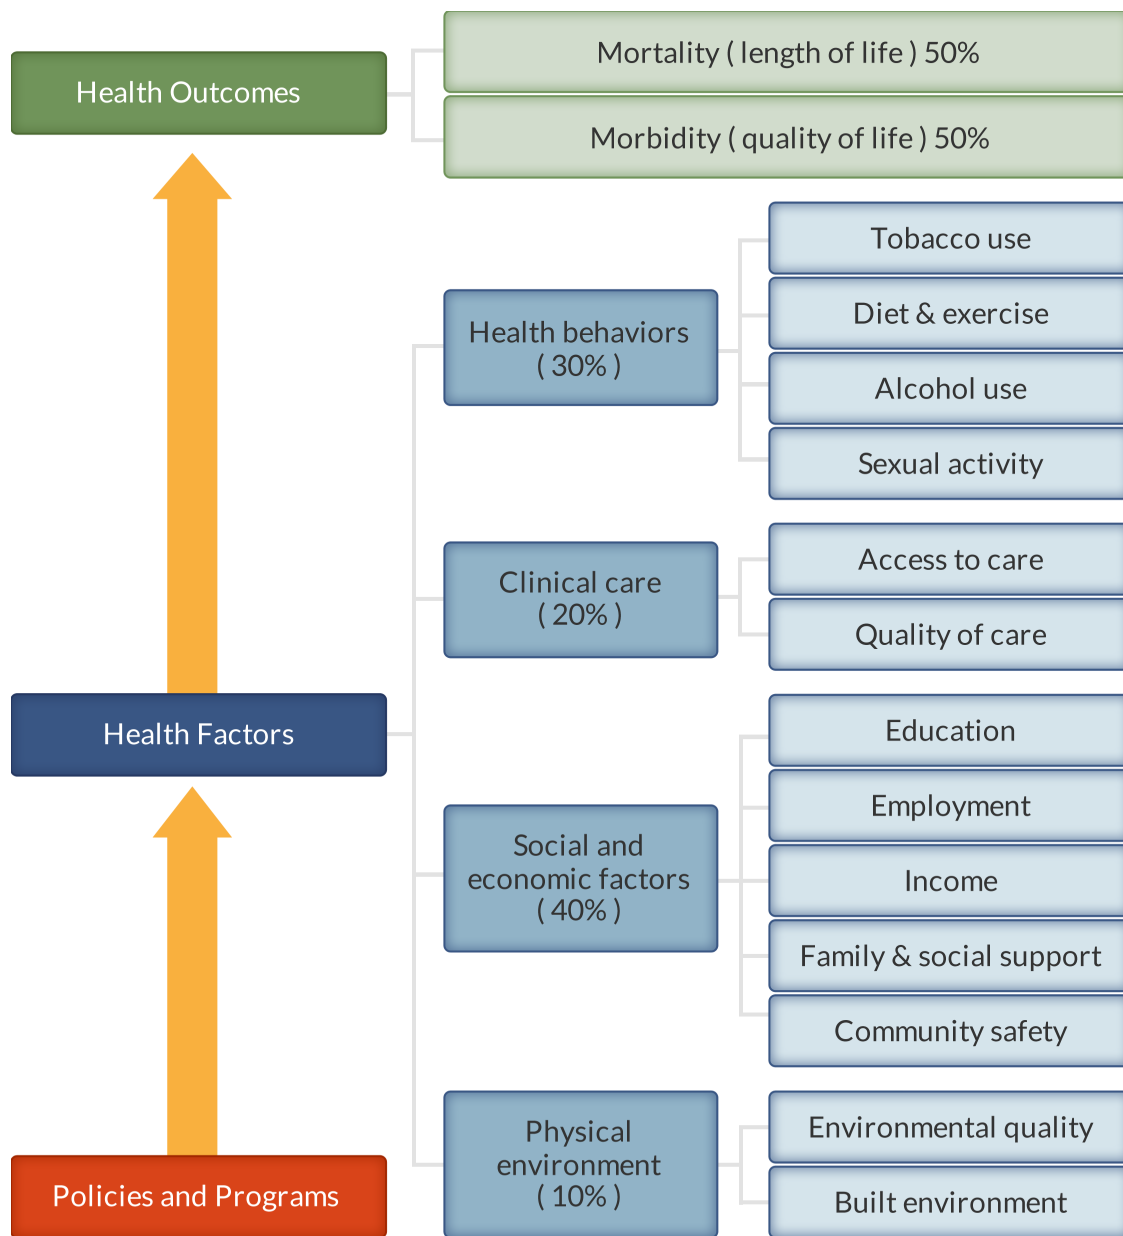 Health Outcomes
Mortality ( length of life ) 50%
Morbidity ( quality of life ) 50%
Health Factors
Health behaviors
( 30% )
Tobacco use
Diet & exercise
Alcohol use
Sexual activity
Clinical care
( 20% )
Access to care
Quality of care
Social and
economic factors
( 40% )
Education
Employment
Income
Family & social support
Community safety
Physical
environment
( 10% )
Environmental quality
Built environment
Policies and Programs